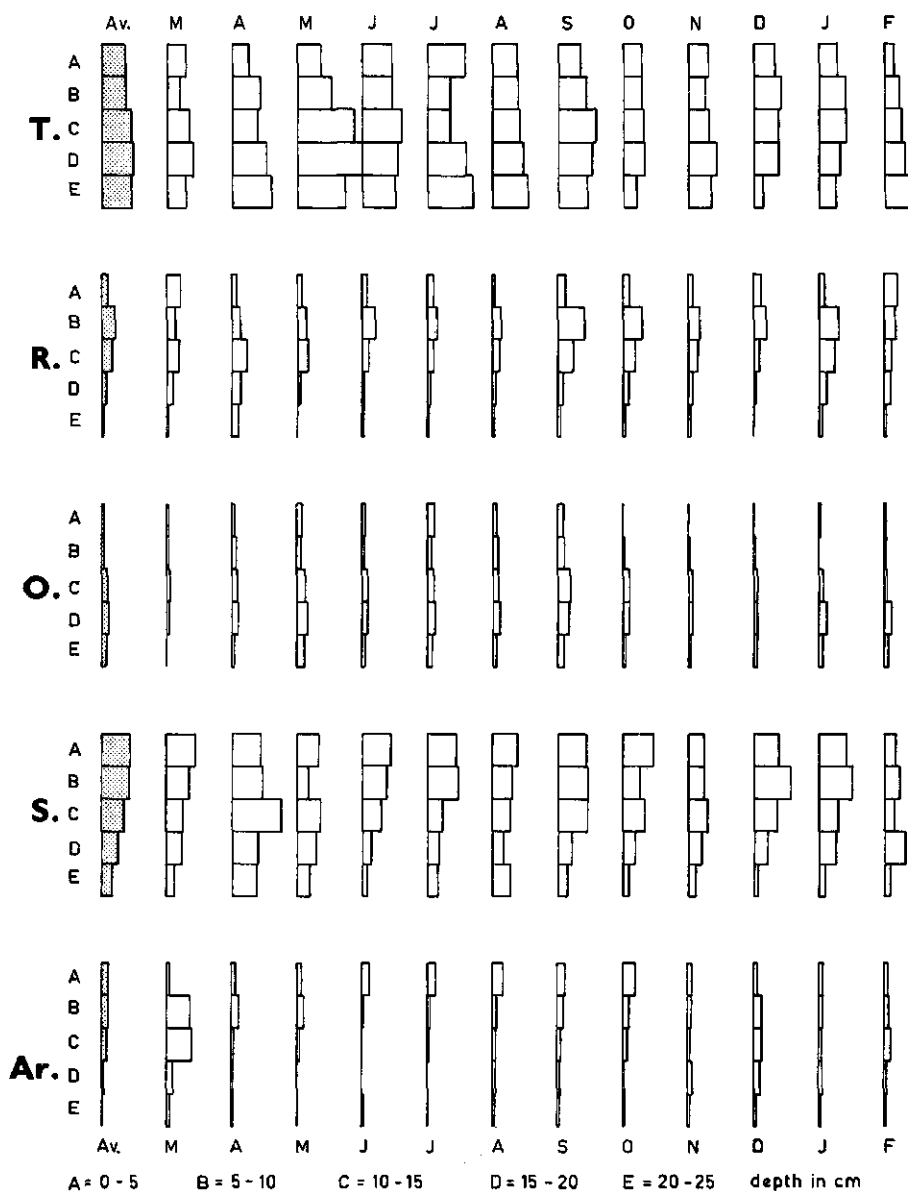 Av. M A M J J A S O N D J F
A
B
T. C
D
E
A
B
R. C
D
E
A
B
O. C
D
E
A
B
S. C
D
E
A
B
C
Ar. D
E
Av. M A M J J A S O N D J F
A = 0 - 5 B = 5 - 10 C = 10 - 15 D = 15 - 20 E = 20 - 25 depth in cm